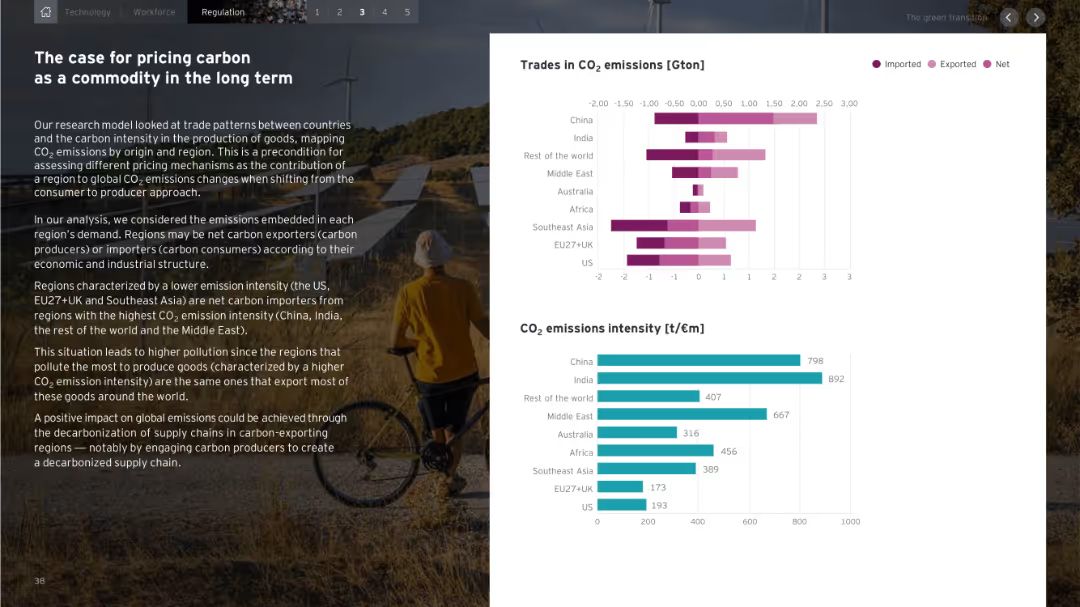 Technology Workforce Regulation 1 2 3 4 5
The green transition
The case for pricing carbon
as a commodity in the long term
Our research model looked at trade patterns between countries
and the carbon intensity in the production of goods, mapping
CO2 emissions by origin and region. This is a precondition for
assessing different pricing mechanisms as the contribution of
a region to global CO2 emissions changes when shifting from the
consumer to producer approach.
In our analysis, we considered the emissions embedded in each
region's demand. Regions may be net carbon exporters (carbon
producers) or importers (carbon consumers) according to their
economic and industrial structure.
Regions characterized by a lower emission intensity (the US,
EU27+UK and Southeast Asia) are net carbon importers from
regions with the highest CO2 emission intensity (China, India,
the rest of the world and the Middle East).
This situation leads to higher pollution since the regions that
pollute the most to produce goods (characterized by a higher
CO2 emission intensity) are the same ones that export most of
these goods around the world.
A positive impact on global emissions could be achieved through
the decarbonization of supply chains in carbon-exporting
regions — notably by engaging carbon producers to create
a decarbonized supply chain.
38
Trades in CO2 emissions [Gton]
Imported Exported Net
-2,00 -1,50 -1,00 -0,50 0,00 0,50 1,00 1,50 2,00 2,50 3,00
China
India
Rest of the world
Middle East
Australia
Africa
Southeast Asia
EU27+UK
US
-2 -2 -1 -1 0 1 1 2 2 3 3
CO2 emissions intensity [t/€m]
China 798
India 892
Rest of the world 407
Middle East 667
Australia 316
Africa 456
Southeast Asia 389
EU27+UK 173
US 193
0 200 400 600 800 1000